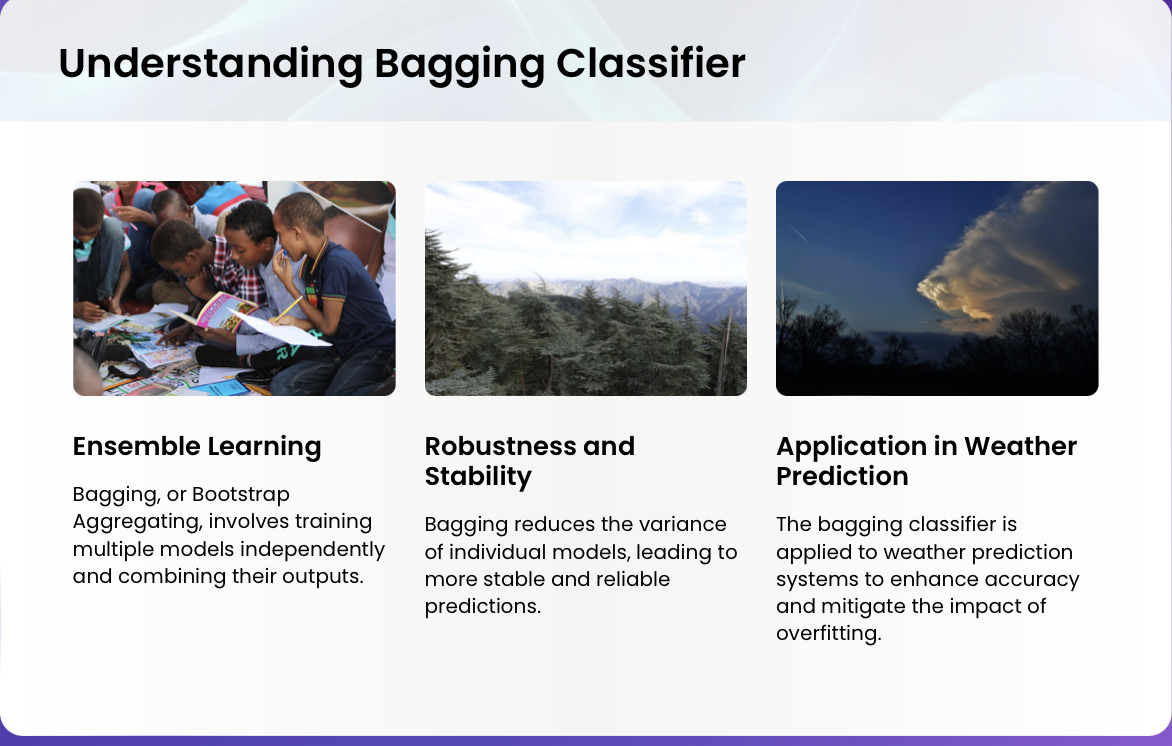 Understanding Bagging Classifier
Ensemble Learning
Bagging, or Bootstrap
Aggregating, involves training
multiple models independently
and combining their outputs.
Robustness and
Stability
Bagging reduces the variance
of individual models, leading to
more stable and reliable
predictions.
Application in Weather
Prediction
The bagging classifier is
applied to weather prediction
systems to enhance accuracy
and mitigate the impact of
overfitting.